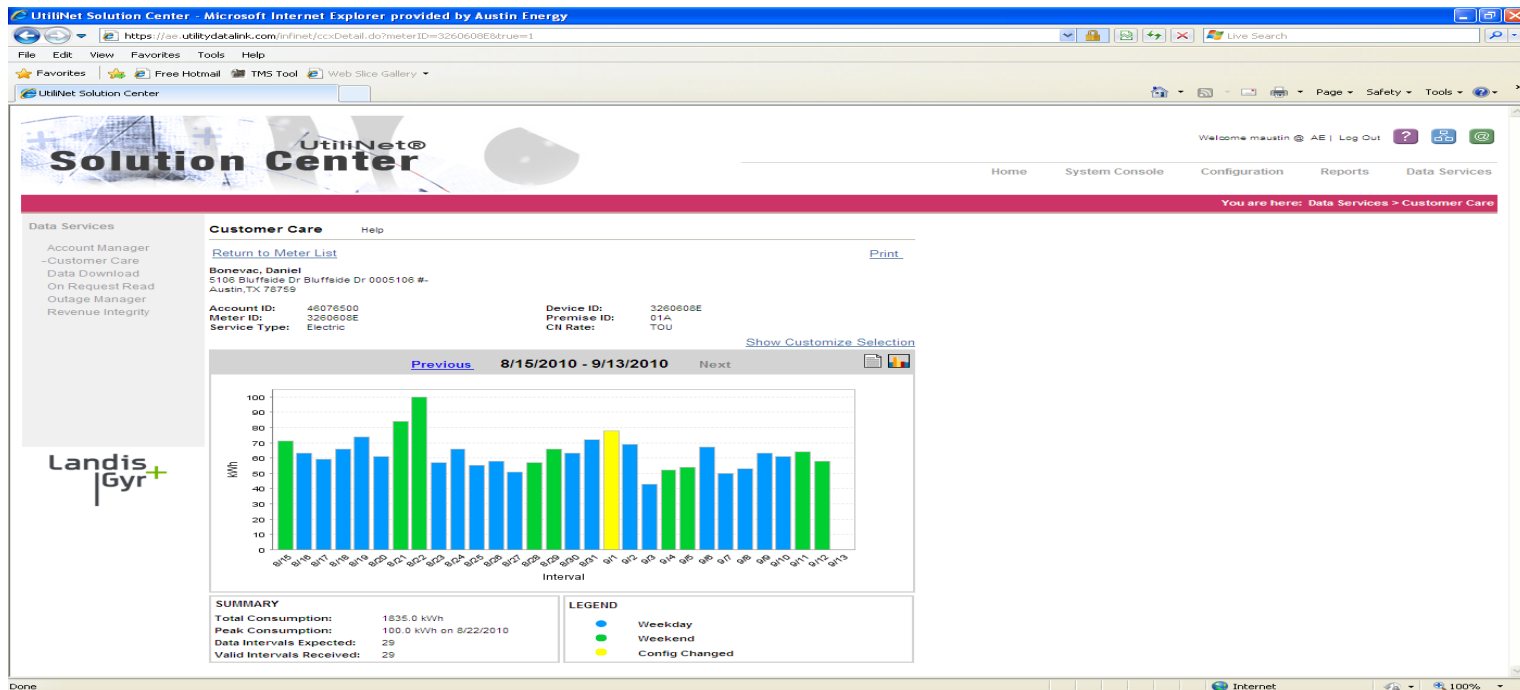 UtiliNet Solution Center - Microsoft Internet Explorer provided by Austin Energy
https://ae.utilitydatalink.com/infinet/ccxDetail.do?meterID=3260608E&true=1
Live Search
File Edit View Favorites Tools Help
Favorites Free Hotmail TMS Tool Web Slice Gallery
UtiliNet Solution Center
Page Safety Tools
UtiliNet®
Solution Center
Welcome maustin @ AE | Log Out ? @
Home System Console Configuration Reports Data Services
You are here: Data Services > Customer Care
Data Services
Account Manager
-Customer Care
Data Download
On Request Read
Outage Manager
Revenue Integrity
Landis
Gyr+
Customer Care Help
Return to Meter List Print
Bonevac, Daniel
5106 Bluffside Dr Bluffside Dr 0005106 #-
Austin,TX 78759
Account ID: 46076500 Device ID: 3260608E
Meter ID: 3260608E Premise ID: 01A
Service Type: Electric CN Rate: TOU
Show Customize Selection
Previous 8/15/2010 - 9/13/2010 Next
kWh
100
90
80
70
60
50
40
30
20
10
0
8/15 8/16 8/17 8/18 8/19 8/20 8/21 8/22 8/23 8/24 8/25 8/26 8/27 8/28 8/29 8/30 8/31 9/1 9/2 9/3 9/4 9/5 9/6 9/7 9/8 9/9 9/10 9/11 9/12 9/13
Interval
SUMMARY
Total Consumption: 1835.0 kWh
Peak Consumption: 100.0 kWh on 8/22/2010
Data Intervals Expected: 29
Valid Intervals Received: 29
LEGEND
Weekday
Weekend
Config Changed
Done Internet 100%